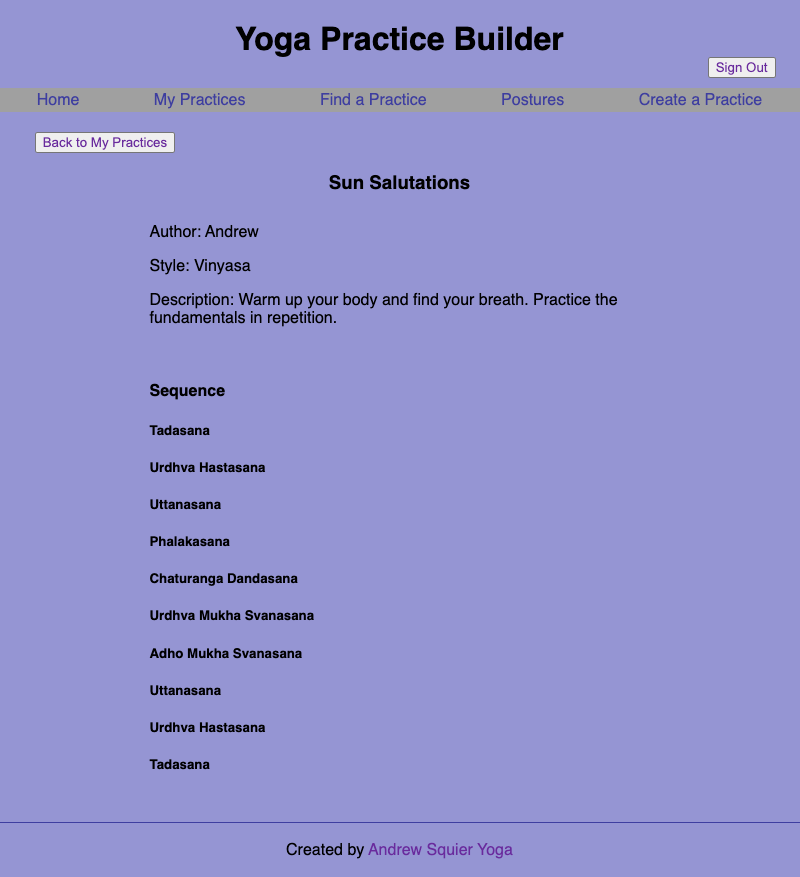 Yoga Practice Builder
Sign Out
Home My Practices Find a Practice Postures Create a Practice
Back to My Practices
Sun Salutations
Author: Andrew
Style: Vinyasa
Description: Warm up your body and find your breath. Practice the
fundamentals in repetition.
Sequence
Tadasana
Urdhva Hastasana
Uttanasana
Phalakasana
Chaturanga Dandasana
Urdhva Mukha Svanasana
Adho Mukha Svanasana
Uttanasana
Urdhva Hastasana
Tadasana
Created by Andrew Squier Yoga